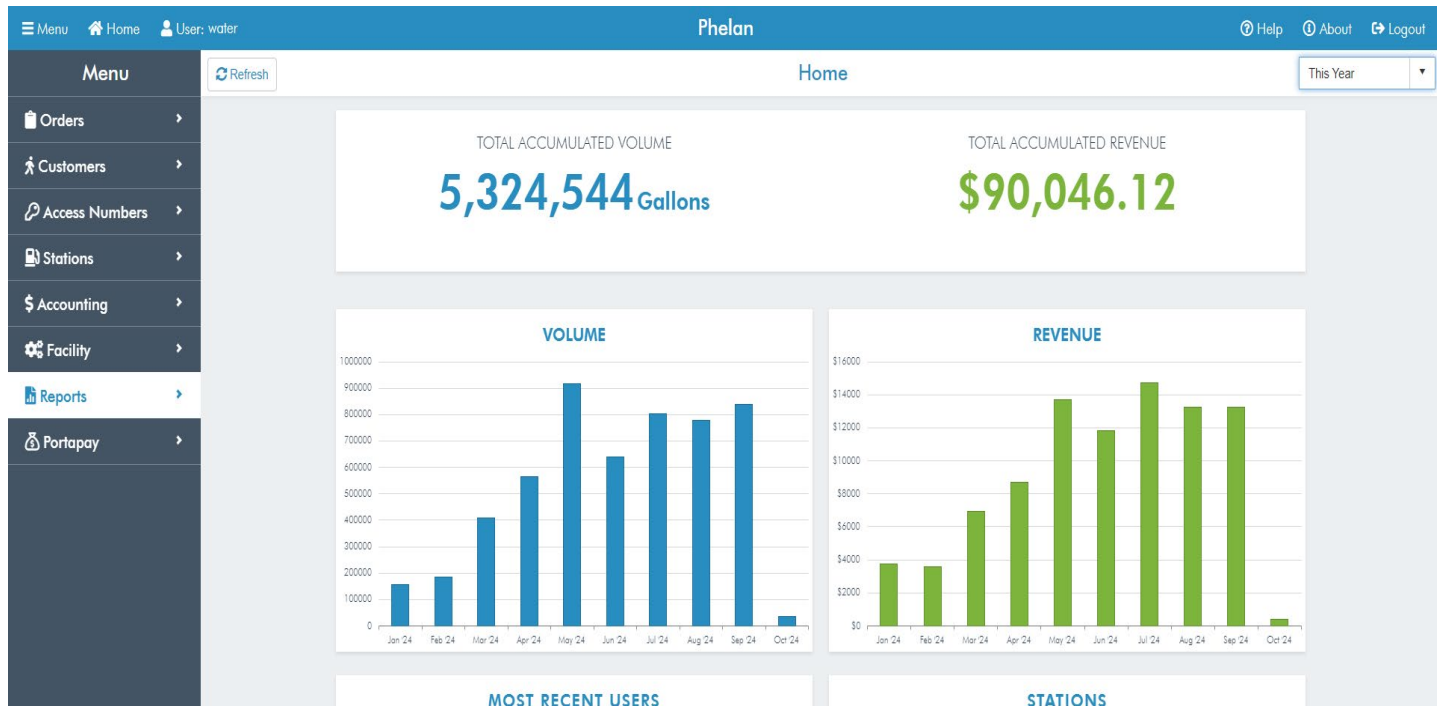 Menu Home User: water Phelan Help About Logout
Menu
Refresh Home This Year
Orders
Customers
Access Numbers
Stations
$ Accounting
Facility
Reports
Portapay
TOTAL ACCUMULATED VOLUME
5,324,544 Gallons
TOTAL ACCUMULATED REVENUE
$90,046.12
VOLUME
1000000
900000
800000
700000
600000
500000
400000
300000
200000
100000
0
Jan '24 Feb '24 Mar '24 Apr '24 May '24 Jun '24 Jul '24 Aug '24 Sep '24 Oct '24
REVENUE
$16000
$14000
$12000
$10000
$8000
$6000
$4000
$2000
$0
Jan '24 Feb '24 Mar '24 Apr '24 May '24 Jun '24 Jul '24 Aug '24 Sep '24 Oct '24
MOST RECENT USERS
STATIONS